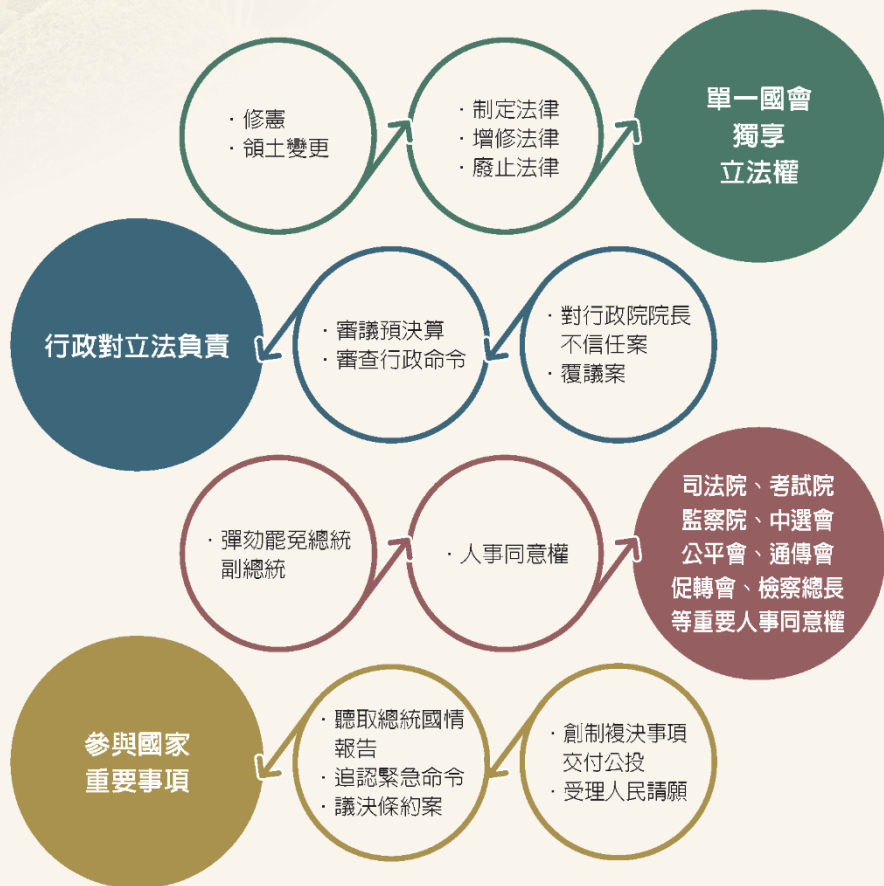 ・修憲
・領土變更
・制定法律
・增修法律
・廢止法律
單一國會
獨享
立法權
行政對立法負責
・審議預決算
・審查行政命令
・對行政院院長
不信任案
・覆議案
・彈劾罷免總統
副總統
・人事同意權
司法院、考試院
監察院、中選會
公平會、通傳會
促轉會、檢察總長
等重要人事同意權
參與國家
重要事項
・聽取總統國情
報告
・追認緊急命令
・議決條約案
・創制複決事項
交付公投
・受理人民請願